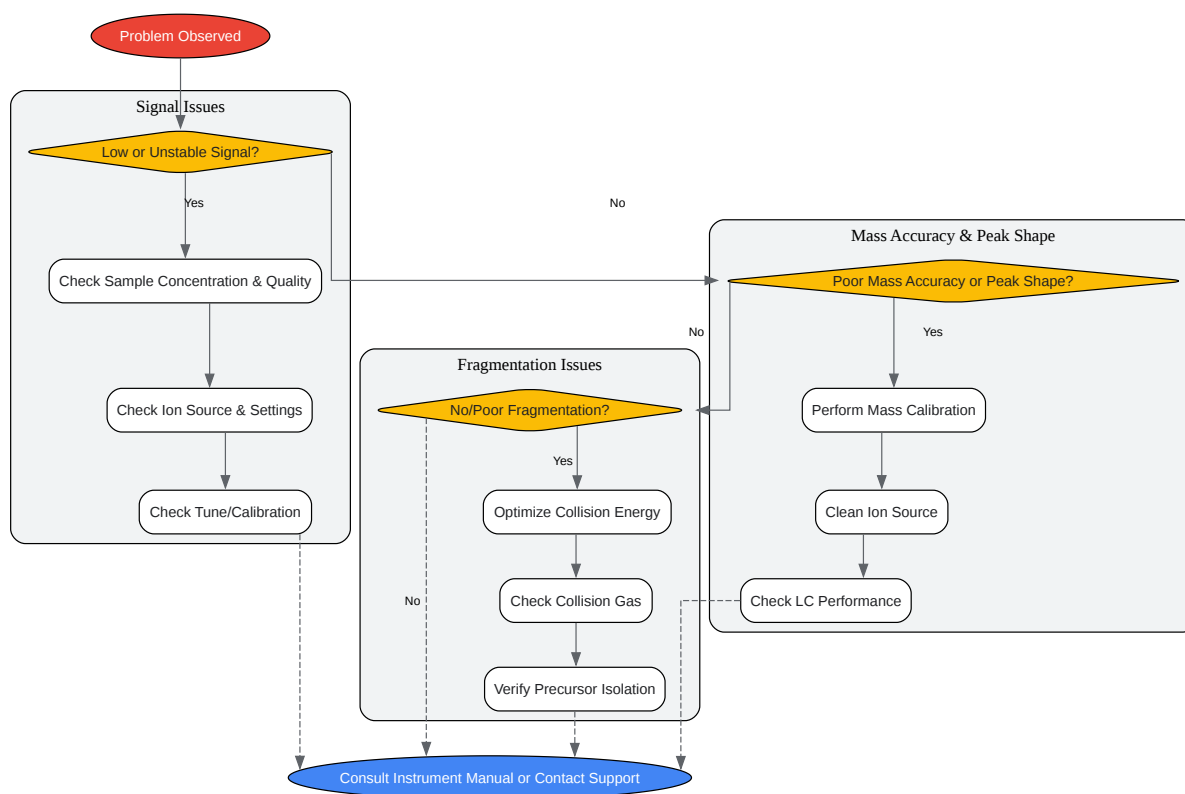 Problem Observed
Signal Issues
Low or Unstable Signal?
Yes
No
Check Sample Concentration & Quality
Check Ion Source & Settings
Check Tune/Calibration
Mass Accuracy & Peak Shape
Poor Mass Accuracy or Peak Shape?
No
Yes
Perform Mass Calibration
Clean Ion Source
Check LC Performance
Fragmentation Issues
No/Poor Fragmentation?
Yes
Optimize Collision Energy
Check Collision Gas
No
Verify Precursor Isolation
Consult Instrument Manual or Contact Support